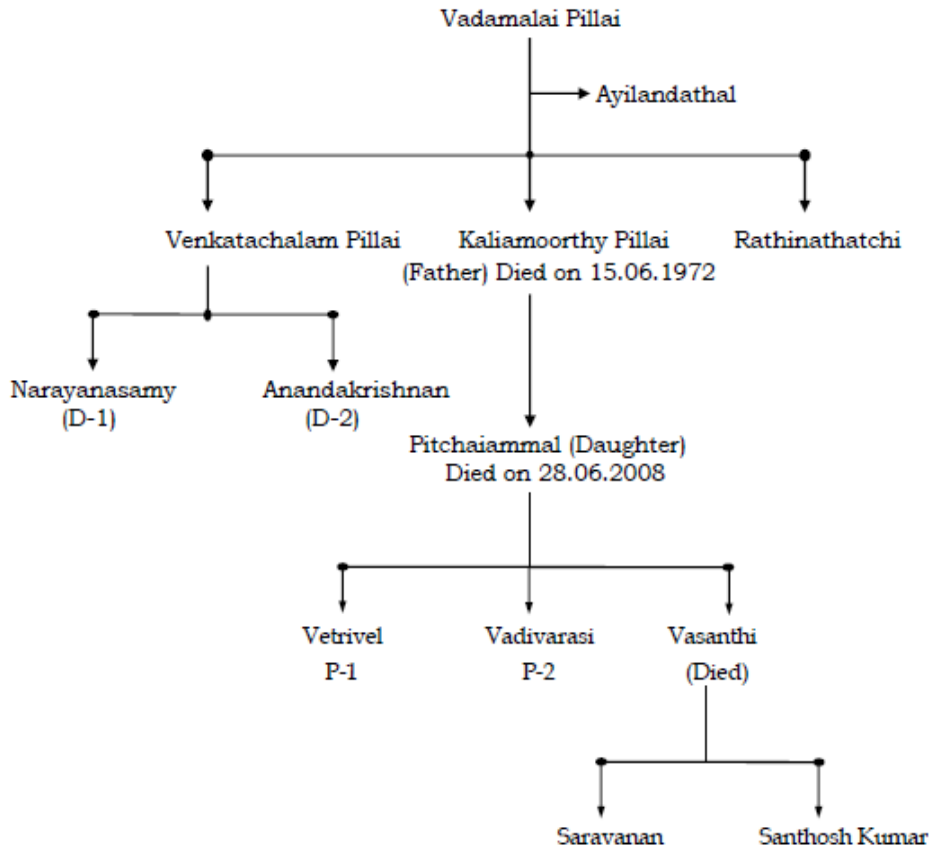 Vadamalai Pillai
Ayilandathal
Venkatachalam Pillai
Kaliamoorthy Pillai
(Father) Died on 15.06.1972
Rathinathatchi
Narayanasamy
(D-1)
Anandakrishnan
(D-2)
Pitchaiammal (Daughter)
Died on 28.06.2008
Vetrivel
P-1
Vadivarasi
P-2
Vasanthi
(Died)
Saravanan
Santhosh Kumar